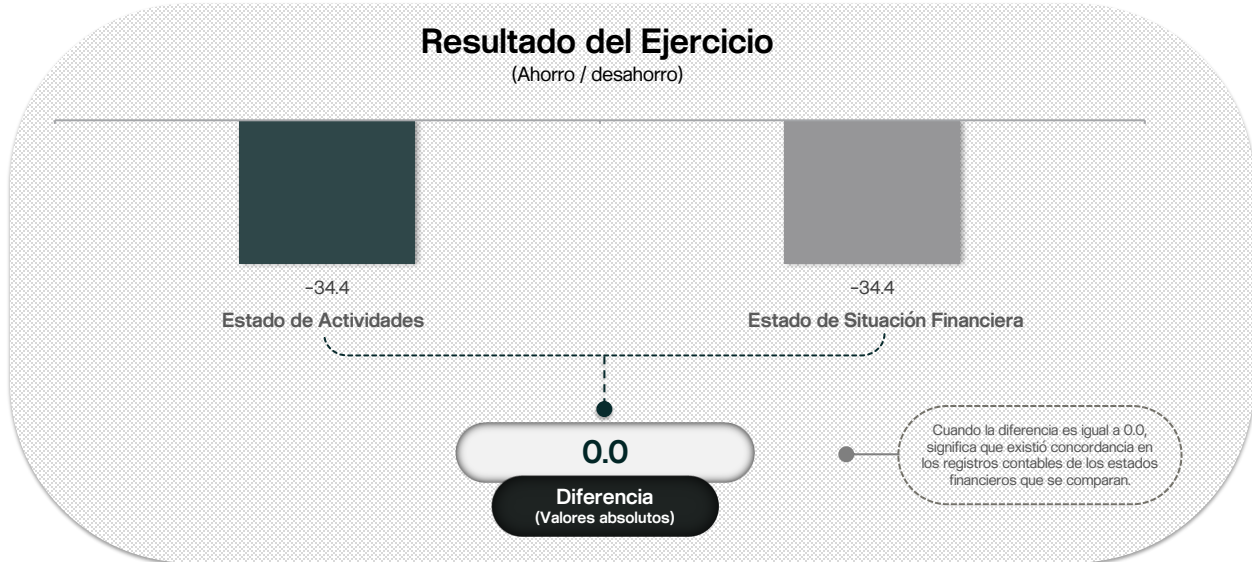 Resultado del Ejercicio
(Ahorro / desahorro)
-34.4
-34.4
Estado de Actividades
Estado de Situación Financiera
0.0
Diferencia
(Valores absolutos)
Cuando la diferencia es igual a 0.0,
significa que existió concordancia en
los registros contables de los estados
financieros que se comparan.